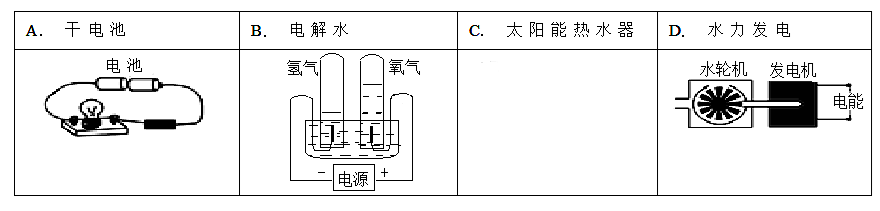 A. 干电池
B. 电解水
C. 太阳能热水器
D. 水力发电
电池
氢气 氧气
− 电源 +
水轮机 发电机
电能